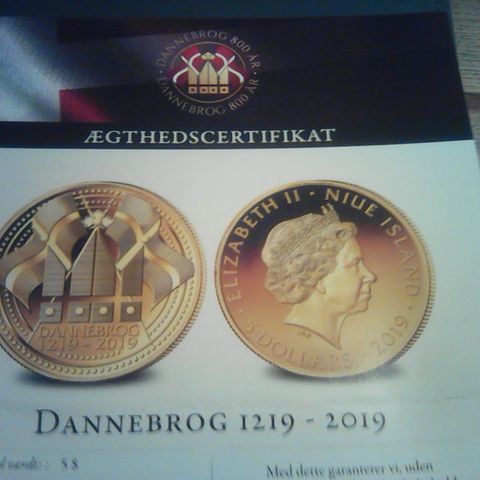 DANNEBROG 800 ÅR
DANNEBROG 800 ÅR
ÆGTHEDSCERTIFIKAT
DANNEBROG
1219 - 2019
ELIZABETH II • NIUE ISLAND
5 DOLLARS • 2019
DANNEBROG 1219 - 2019
Med dette garanterer vi, uden